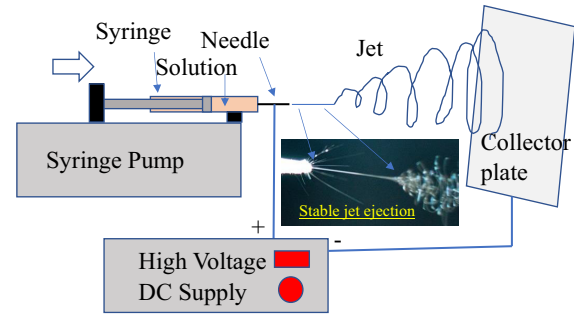 Syringe
Needle
Jet
Solution
Syringe Pump
Collector
plate
Stable jet ejection
+
-
High Voltage
DC Supply